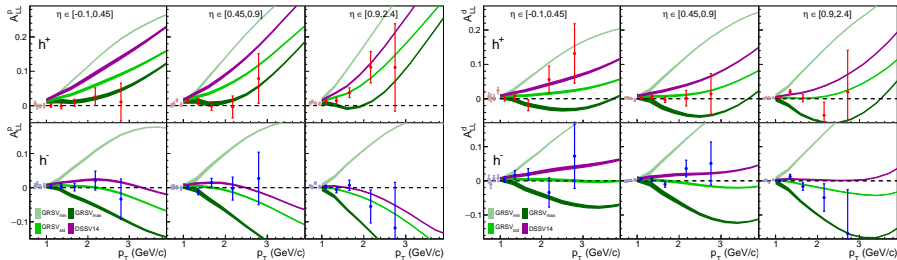 A_LL^p η ∈ [-0.1,0.45] η ∈ [0.45,0.9] η ∈ [0.9,2.4]
0.2
h⁺
0.1
0
A_LL^p
h⁻
0
−0.1
GRSV_min GRSV_max
GRSV_std DSSV14
1 2 3 1 2 3 1 2 3
p_T (GeV/c) p_T (GeV/c) p_T (GeV/c)
A_LL^d η ∈ [-0.1,0.45] η ∈ [0.45,0.9] η ∈ [0.9,2.4]
0.2
h⁺
0.1
0
A_LL^d
h⁻
0
−0.1
GRSV_min GRSV_max
GRSV_std DSSV14
1 2 3 1 2 3 1 2 3
p_T (GeV/c) p_T (GeV/c) p_T (GeV/c)